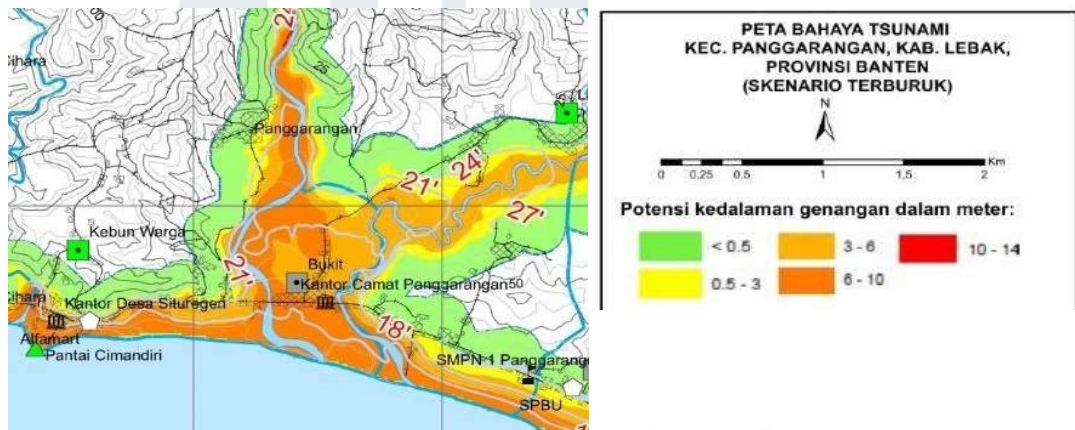 Cihara
Panggarangan
25
100
24'
21'
27'
Kebun Warga
21'
Bukit
Kantor Camat Panggarangan
50
Cihara
Kantor Desa Situregen
18'
Alfamart
Pantai Cimandiri
SMPN 1 Panggarang
SPBU
PETA BAHAYA TSUNAMI
KEC. PANGGARANGAN, KAB. LEBAK,
PROVINSI BANTEN
(SKENARIO TERBURUK)
N
Km
0 0,25 0.5 1 1,5 2
Potensi kedalaman genangan dalam meter:
< 0.5 3 - 6 10 - 14
0.5 - 3 6 - 10